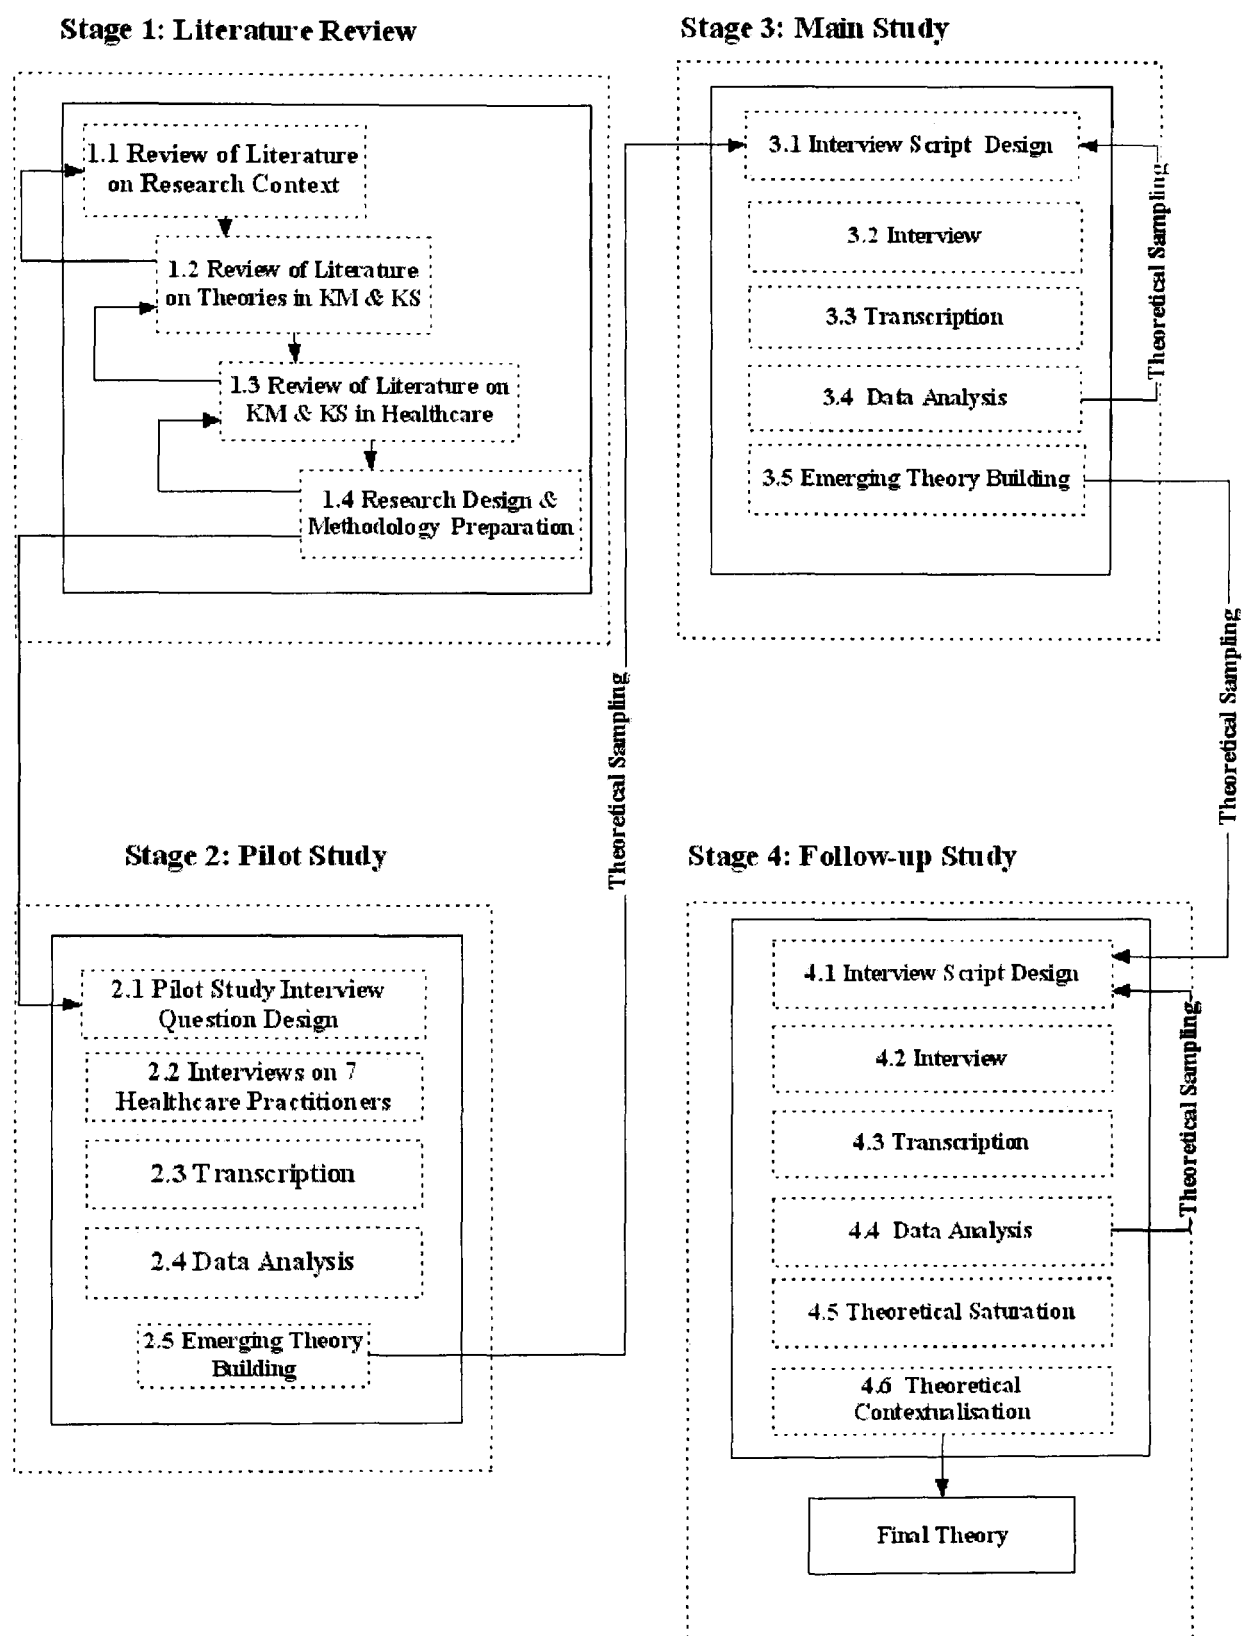 Stage 1: Literature Review
1.1 Review of Literature
on Research Context
1.2 Review of Literature
on Theories in KM & KS
1.3 Review of Literature on
KM & KS in Healthcare
1.4 Research Design &
Methodology Preparation
Stage 2: Pilot Study
2.1 Pilot Study Interview
Question Design
2.2 Interviews on 7
Healthcare Practitioners
2.3 Transcription
2.4 Data Analysis
2.5 Emerging Theory
Building
Theoretical Sampling
Stage 3: Main Study
3.1 Interview Script Design
3.2 Interview
3.3 Transcription
3.4 Data Analysis
3.5 Emerging Theory Building
Theoretical Sampling
Theoretical Sampling
Stage 4: Follow-up Study
4.1 Interview Script Design
4.2 Interview
4.3 Transcription
4.4 Data Analysis
4.5 Theoretical Saturation
4.6 Theoretical
Contextualisation
Theoretical Sampling
Final Theory